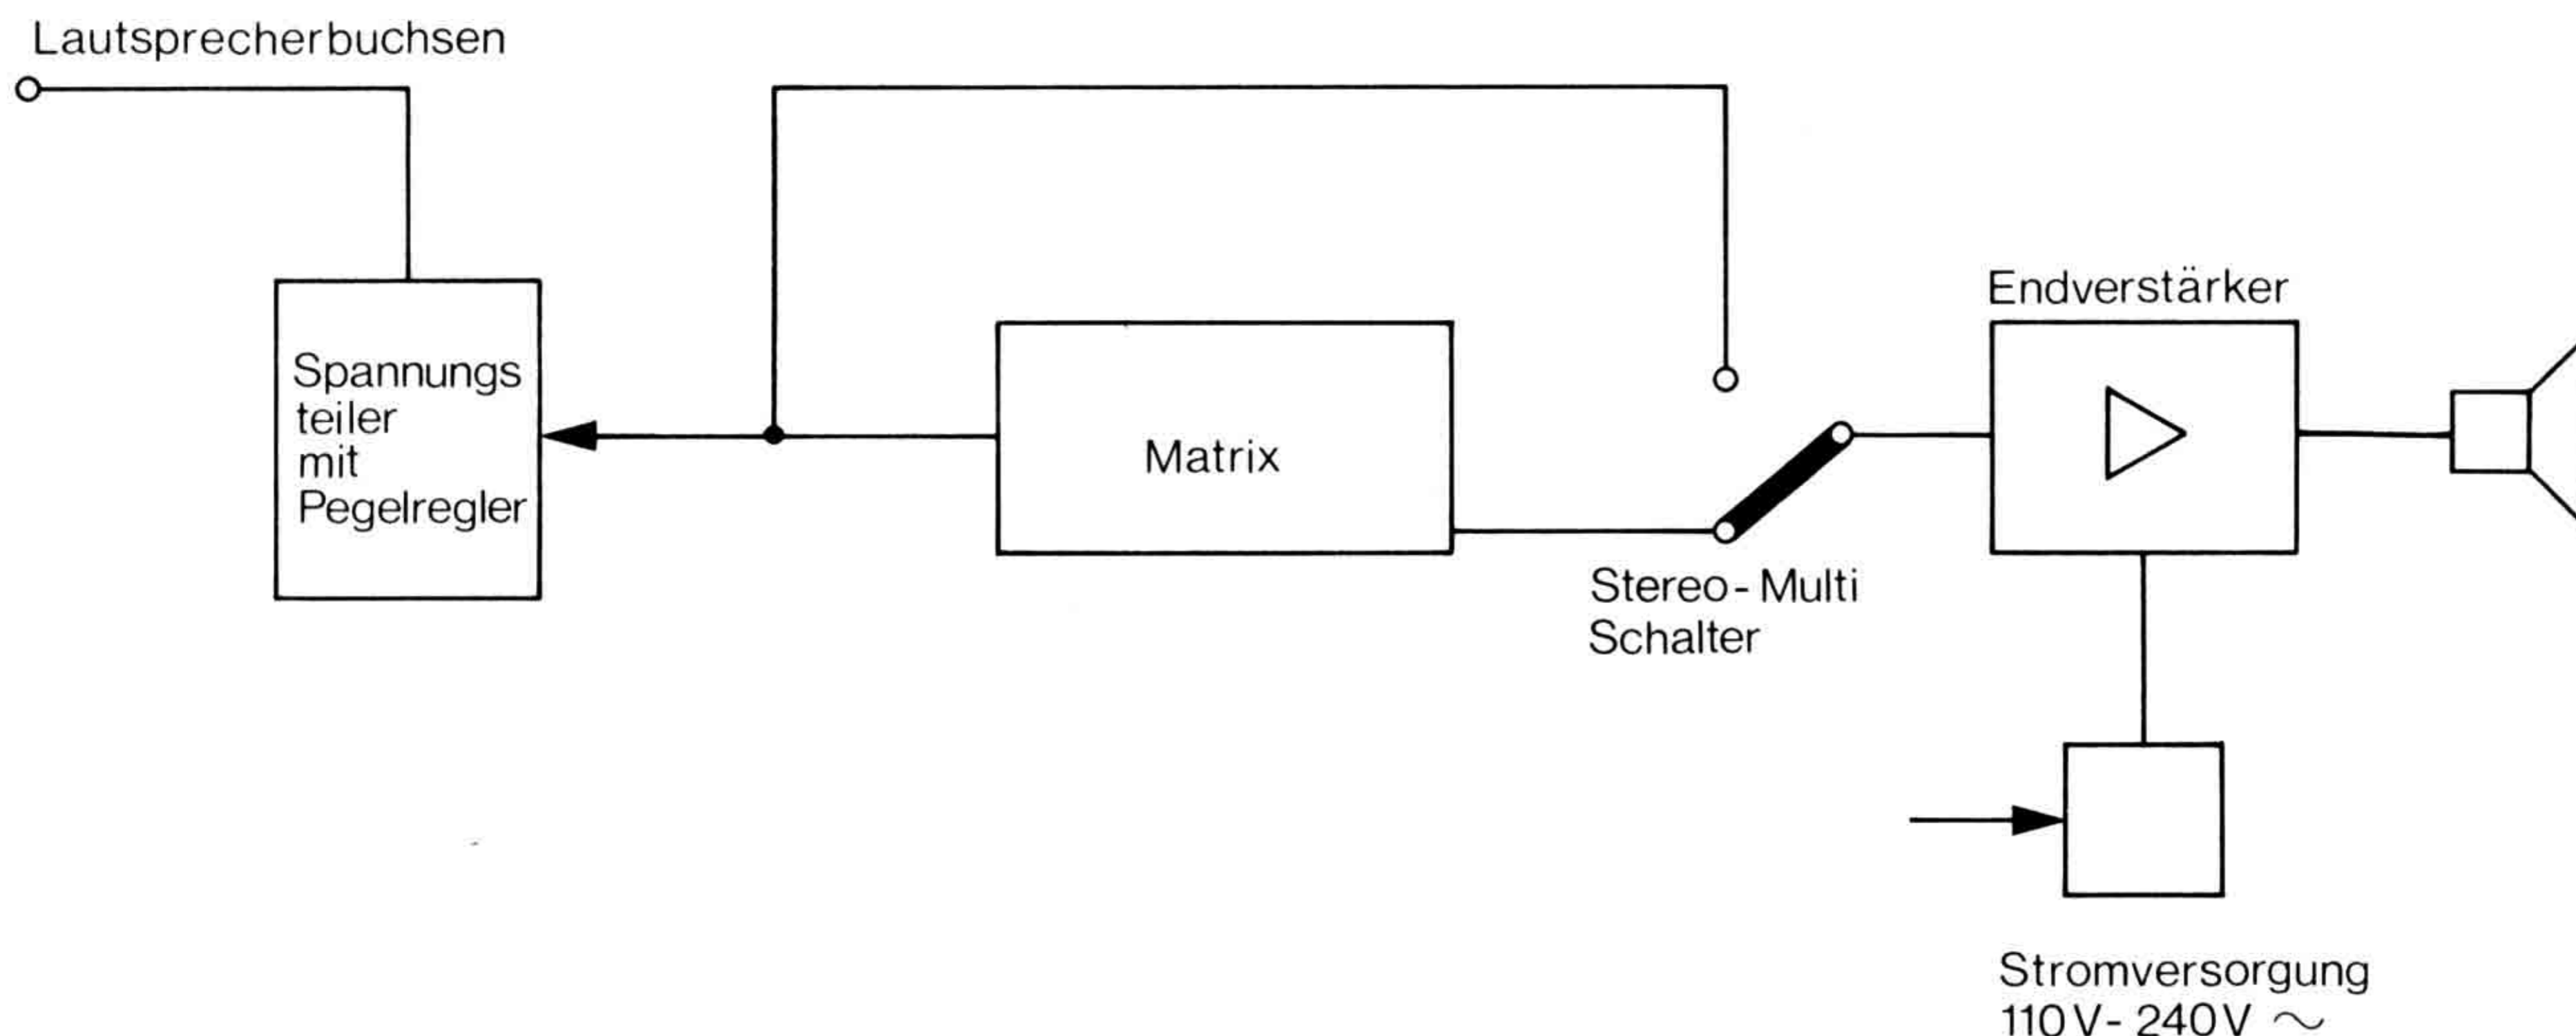 Lautsprecherbuchsen
Spannungs
teiler
mit
Pegelregler
Matrix
Stereo-Multi
Schalter
Endverstärker
Stromversorgung
110V-240V ~